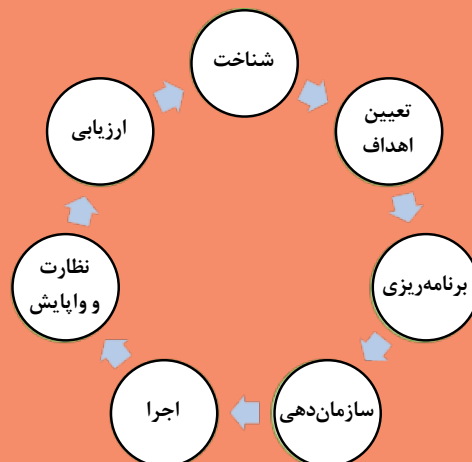 شناخت
تعیین
اهداف
برنامه‌ریزی
سازمان‌دهی
اجرا
نظارت
و واپایش
ارزیابی